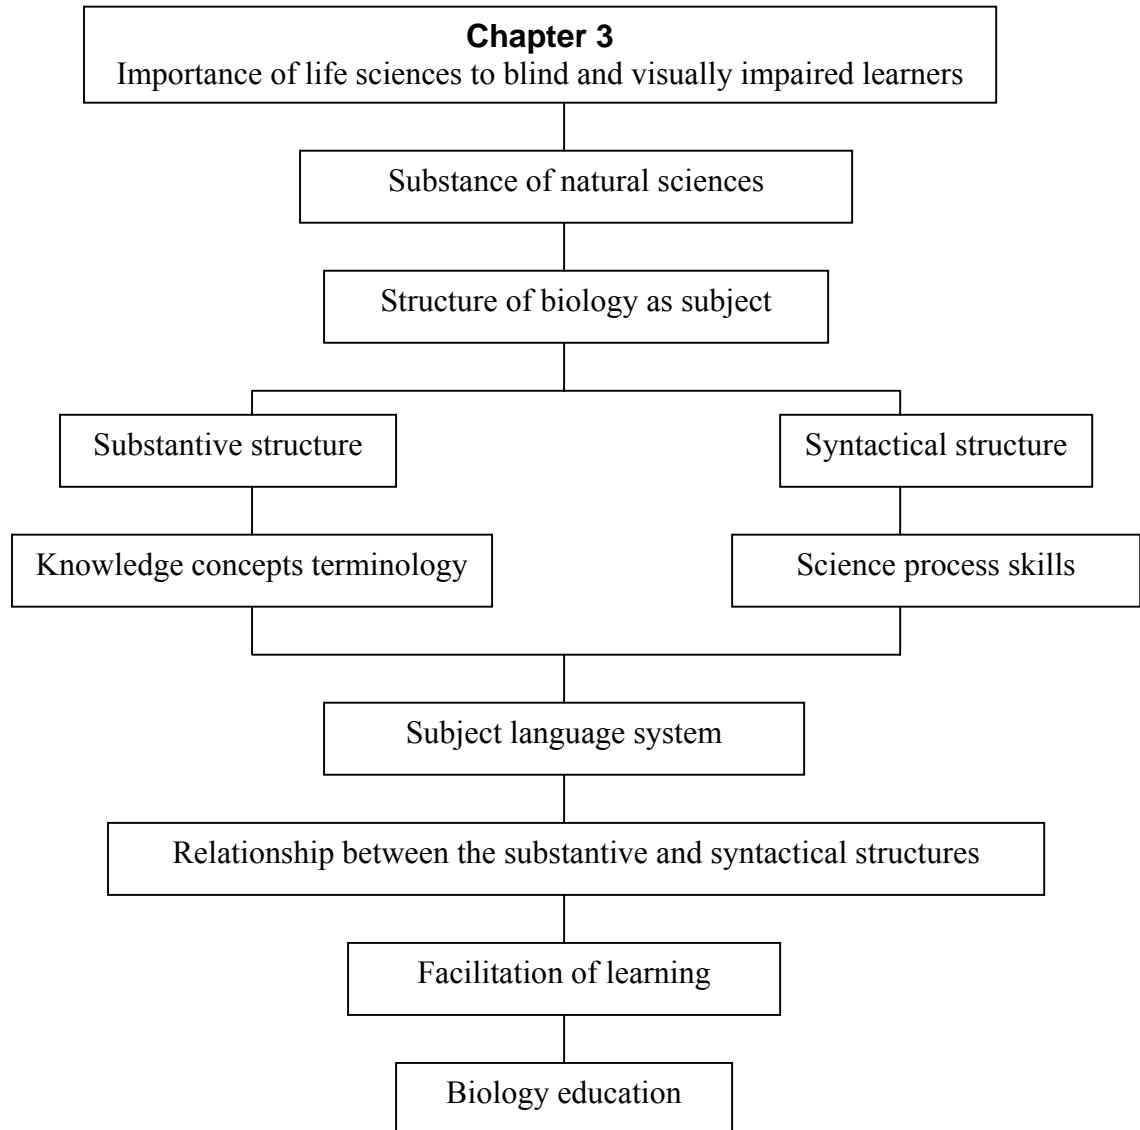 Chapter 3
Importance of life sciences to blind and visually impaired learners
Substance of natural sciences
Structure of biology as subject
Substantive structure
Syntactical structure
Knowledge concepts terminology
Science process skills
Subject language system
Relationship between the substantive and syntactical structures
Facilitation of learning
Biology education